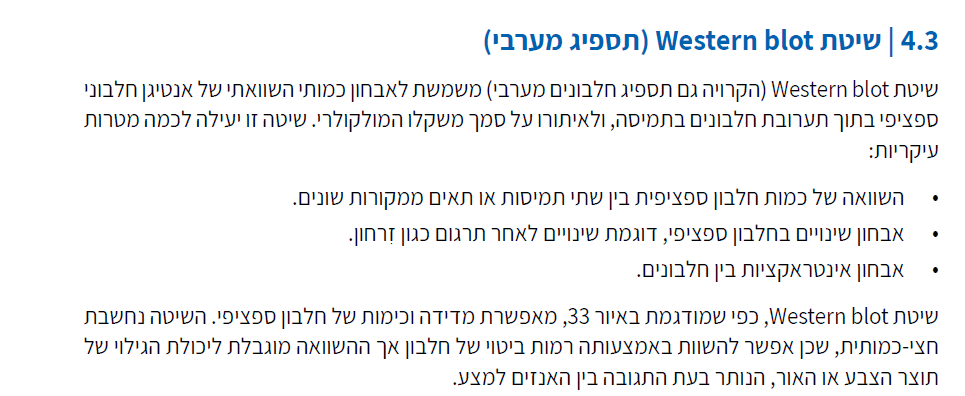 4.3 | שיטת Western blot (תספיג מערבי)
שיטת Western blot (הקרויה גם תספיג חלבונים מערבי) משמשת לאבחון כמותי השוואתי של אנטיגן חלבוני
ספציפי בתוך תערובת חלבונים בתמיסה, ולאיתורו על סמך משקלו המולקולרי. שיטה זו יעילה לכמה מטרות
עיקריות:
• השוואה של כמות חלבון ספציפית בין שתי תמיסות או תאים ממקורות שונים.
• אבחון שינויים בחלבון ספציפי, דוגמת שינויים לאחר תרגום כגון זִרחון.
• אבחון אינטראקציות בין חלבונים.
שיטת Western blot, כפי שמודגמת באיור 33, מאפשרת מדידה וכימות של חלבון ספציפי. השיטה נחשבת
חצי-כמותית, שכן אפשר להשוות באמצעותה רמות ביטוי של חלבון אך ההשוואה מוגבלת ליכולת הגילוי של
תוצר הצבע או האור, הנותר בעת התגובה בין האנזים למצע.